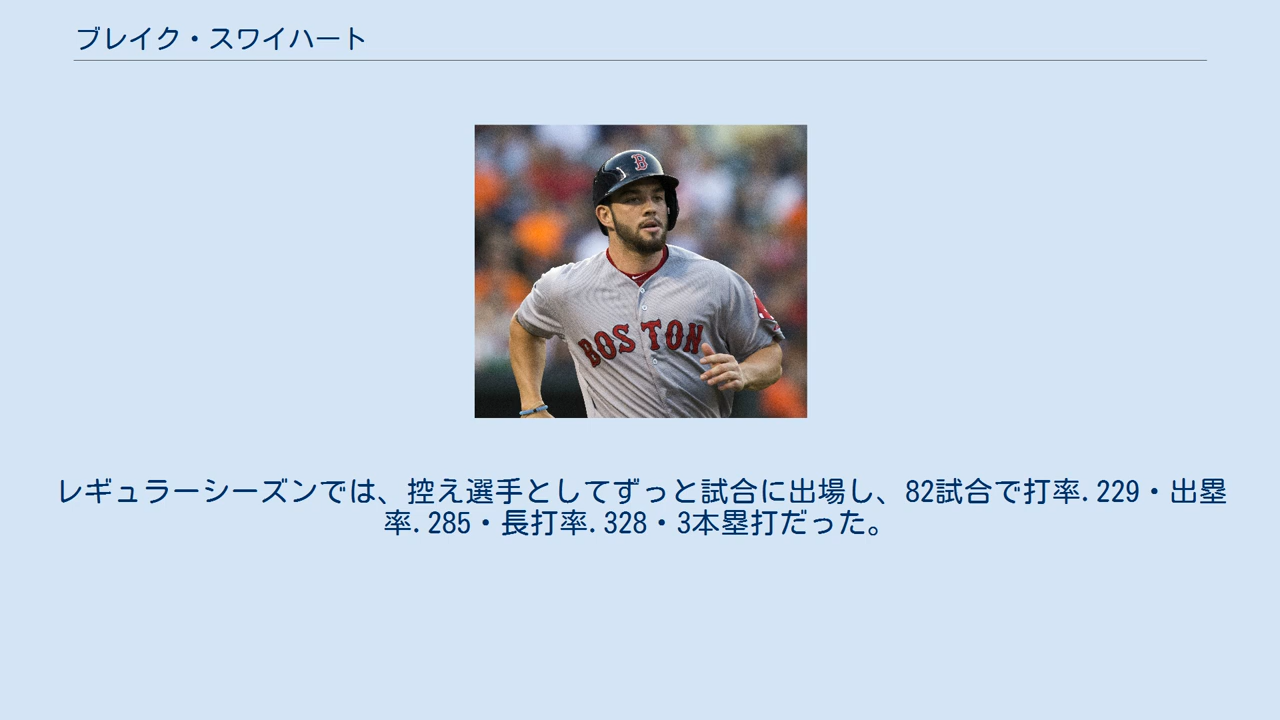 ブレイク・スワイハート
B
BOSTON
レギュラーシーズンでは、控え選手としてずっと試合に出場し、82試合で打率.229・出塁
率.285・長打率.328・3本塁打だった。